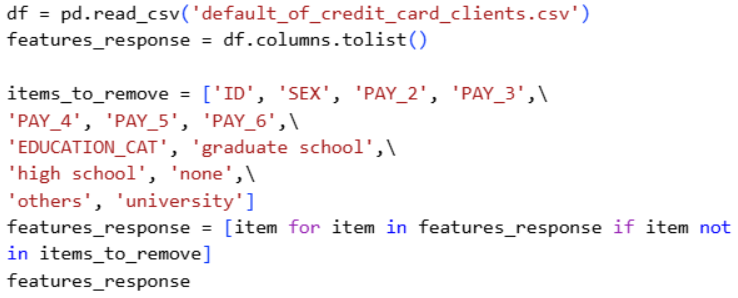 df = pd.read_csv('default_of_credit_card_clients.csv')
features_response = df.columns.tolist()
items_to_remove = ['ID', 'SEX', 'PAY_2', 'PAY_3',\
'PAY_4', 'PAY_5', 'PAY_6',\
'EDUCATION_CAT', 'graduate school',\
'high school', 'none',\
'others', 'university']
features_response = [item for item in features_response if item not
in items_to_remove]
features_response